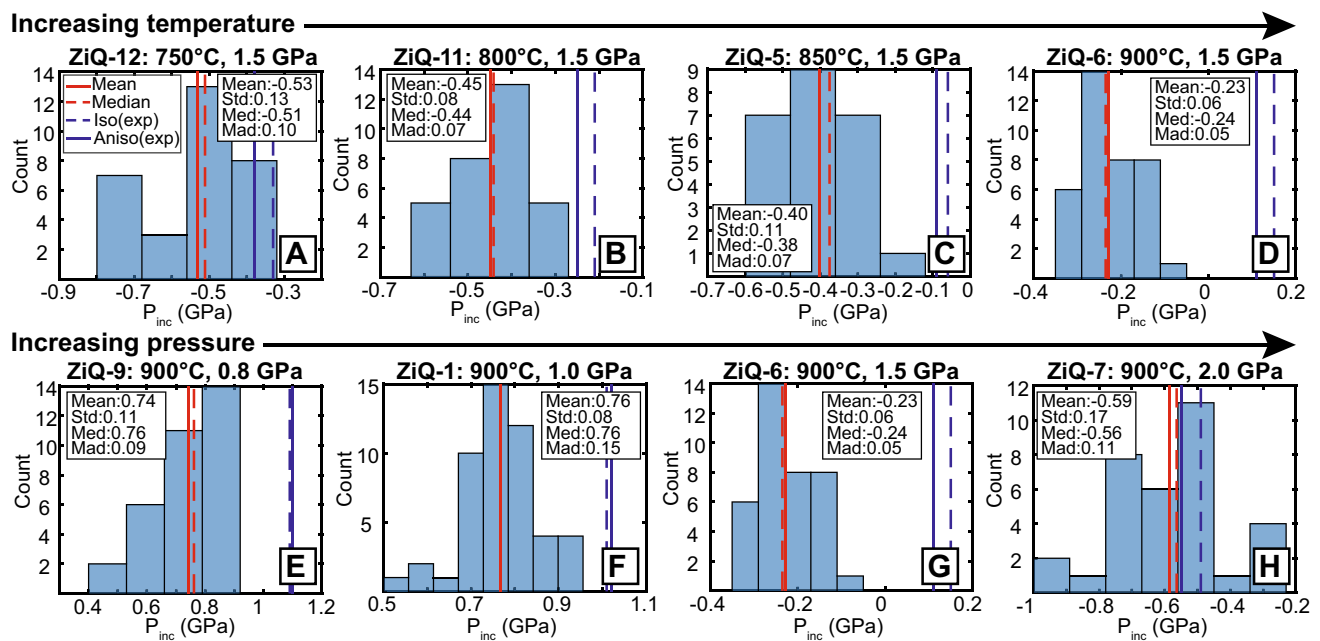 Increasing temperature
ZiQ-12: 750°C, 1.5 GPa
14
12
10
8
6
4
2
Count
Mean
Median
Iso(exp)
Aniso(exp)
Mean:-0.53
Std:0.13
Med:-0.51
Mad:0.10
A
-0.9
-0.7
-0.5
-0.3
P_inc (GPa)
ZiQ-11: 800°C, 1.5 GPa
14
12
10
8
6
4
2
Count
Mean:-0.45
Std:0.08
Med:-0.44
Mad:0.07
B
-0.7
-0.5
-0.3
-0.1
P_inc (GPa)
ZiQ-5: 850°C, 1.5 GPa
9
8
7
6
5
4
3
2
1
Count
Mean:-0.40
Std:0.11
Med:-0.38
Mad:0.07
C
-0.7
-0.6
-0.5
-0.4
-0.3
-0.2
-0.1
0
P_inc (GPa)
ZiQ-6: 900°C, 1.5 GPa
14
12
10
8
6
4
2
Count
Mean:-0.23
Std:0.06
Med:-0.24
Mad:0.05
D
-0.4
-0.2
0
0.2
P_inc (GPa)
Increasing pressure
ZiQ-9: 900°C, 0.8 GPa
14
12
10
8
6
4
2
Count
Mean:0.74
Std:0.11
Med:0.76
Mad:0.09
E
0.4
0.6
0.8
1
1.2
P_inc (GPa)
ZiQ-1: 900°C, 1.0 GPa
15
10
5
Count
Mean:0.76
Std:0.08
Med:0.76
Mad:0.15
F
0.5
0.7
0.9
1.1
P_inc (GPa)
ZiQ-6: 900°C, 1.5 GPa
14
12
10
8
6
4
2
Count
Mean:-0.23
Std:0.06
Med:-0.24
Mad:0.05
G
-0.4
-0.2
0
0.2
P_inc (GPa)
ZiQ-7: 900°C, 2.0 GPa
12
10
8
6
4
2
0
Count
Mean:-0.59
Std:0.17
Med:-0.56
Mad:0.11
H
-1
-0.8
-0.6
-0.4
-0.2
P_inc (GPa)